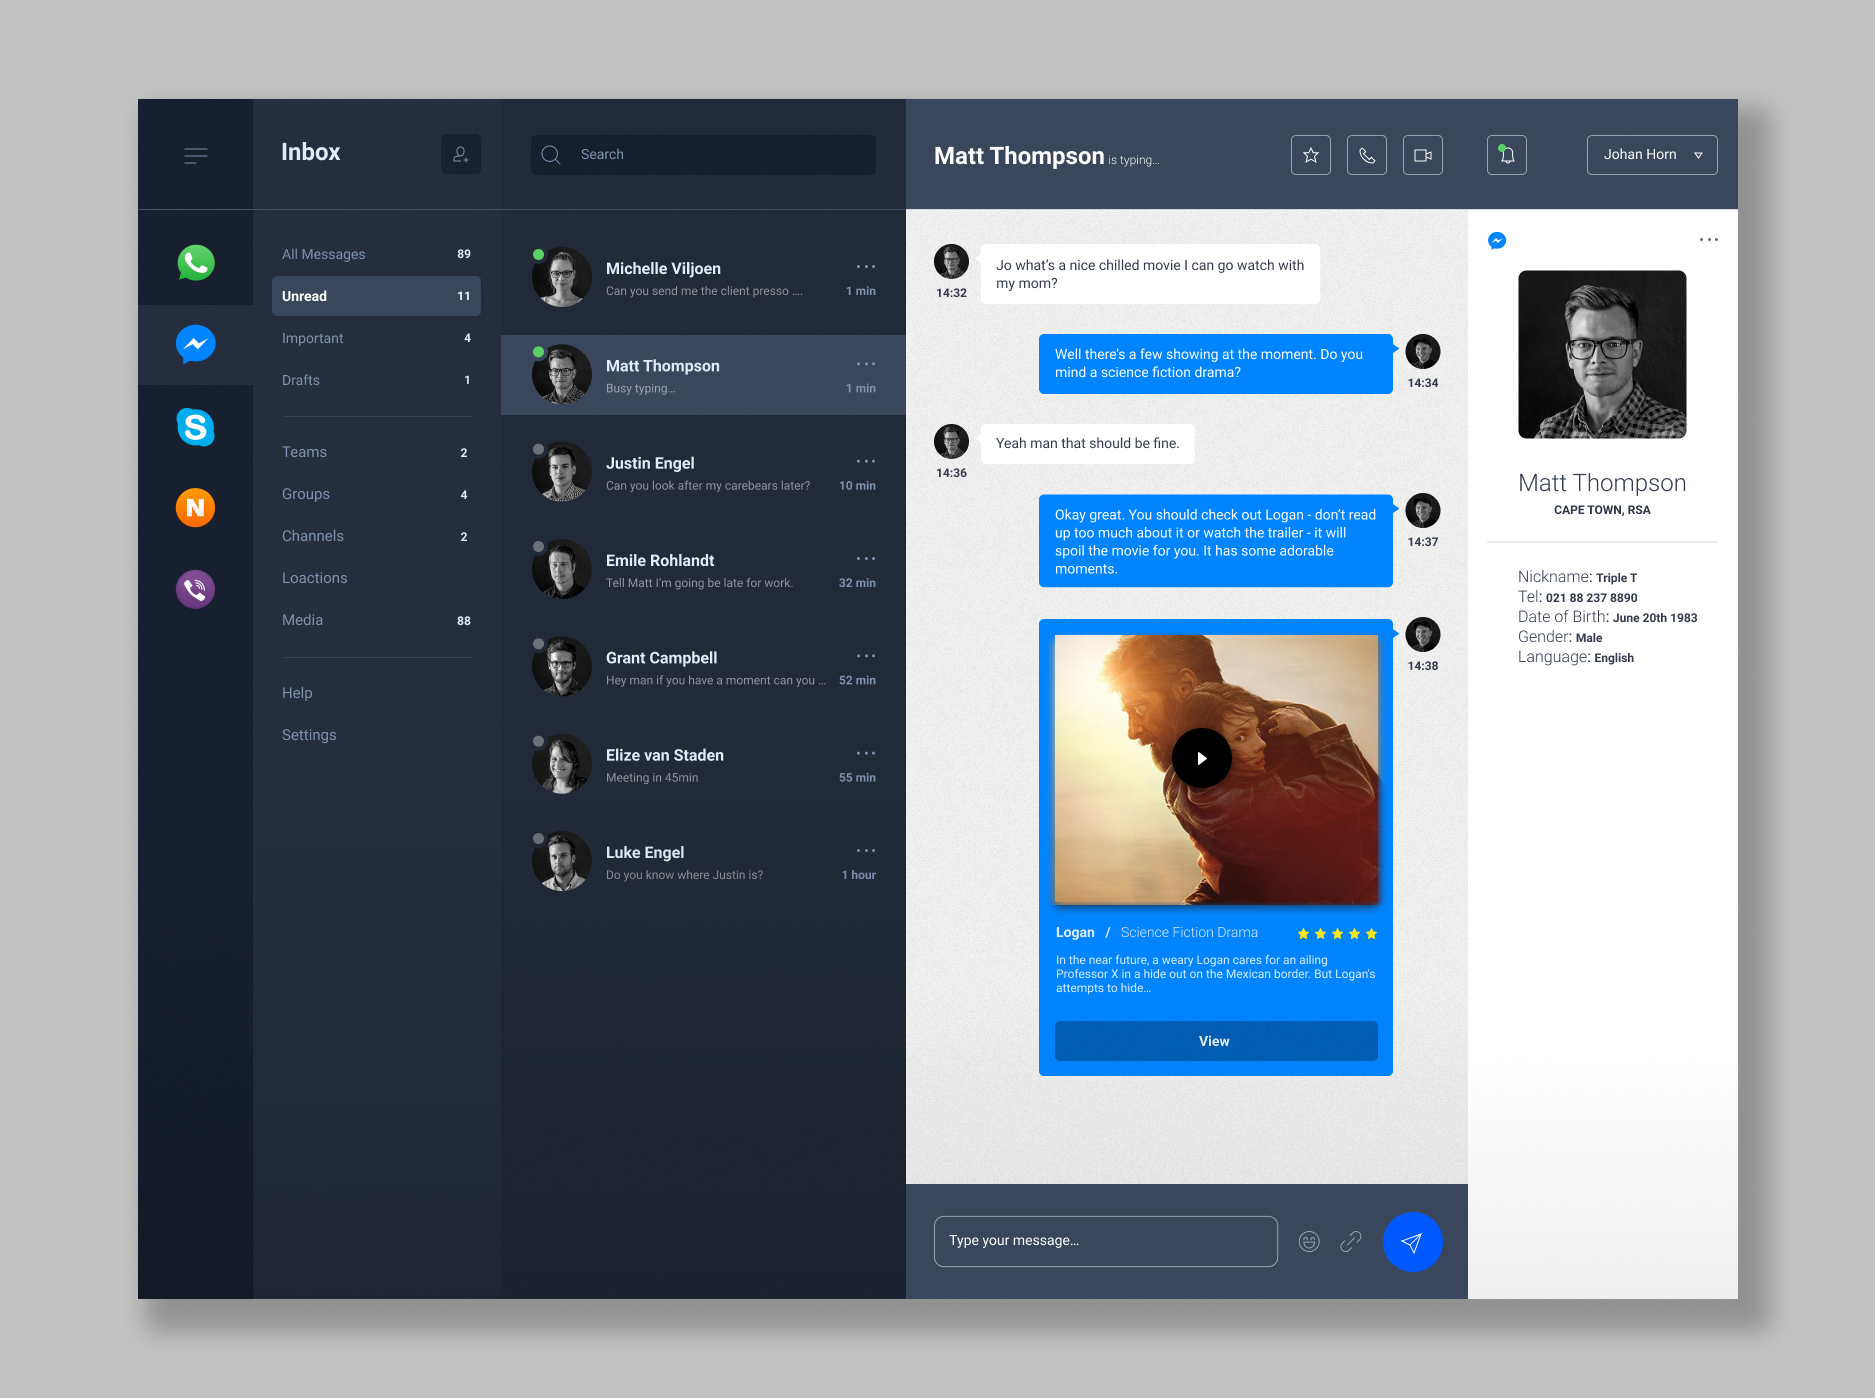 Inbox
Search
Matt Thompson is typing...
Johan Horn
All Messages 89
Unread 11
Important 4
Drafts 1
Teams 2
Groups 4
Channels 2
Loactions
Media 88
Help
Settings
S
N
Michelle Viljoen
Can you send me the client presso .... 1 min
Matt Thompson
Busy typing... 1 min
Justin Engel
Can you look after my carebears later? 10 min
Emile Rohlandt
Tell Matt I'm going be late for work. 32 min
Grant Campbell
Hey man if you have a moment can you ... 52 min
Elize van Staden
Meeting in 45min 55 min
Luke Engel
Do you know where Justin is? 1 hour
Jo what's a nice chilled movie I can go watch with
my mom?
14:32
Well there's a few showing at the moment. Do you
mind a science fiction drama?
14:34
Yeah man that should be fine.
14:36
Okay great. You should check out Logan - don't read
up too much about it or watch the trailer - it will
spoil the movie for you. It has some adorable
moments.
14:37
14:38
Logan / Science Fiction Drama
In the near future, a weary Logan cares for an ailing
Professor X in a hide out on the Mexican border. But Logan's
attempts to hide...
View
Type your message...
Matt Thompson
CAPE TOWN, RSA
Nickname: Triple T
Tel: 021 88 237 8890
Date of Birth: June 20th 1983
Gender: Male
Language: English